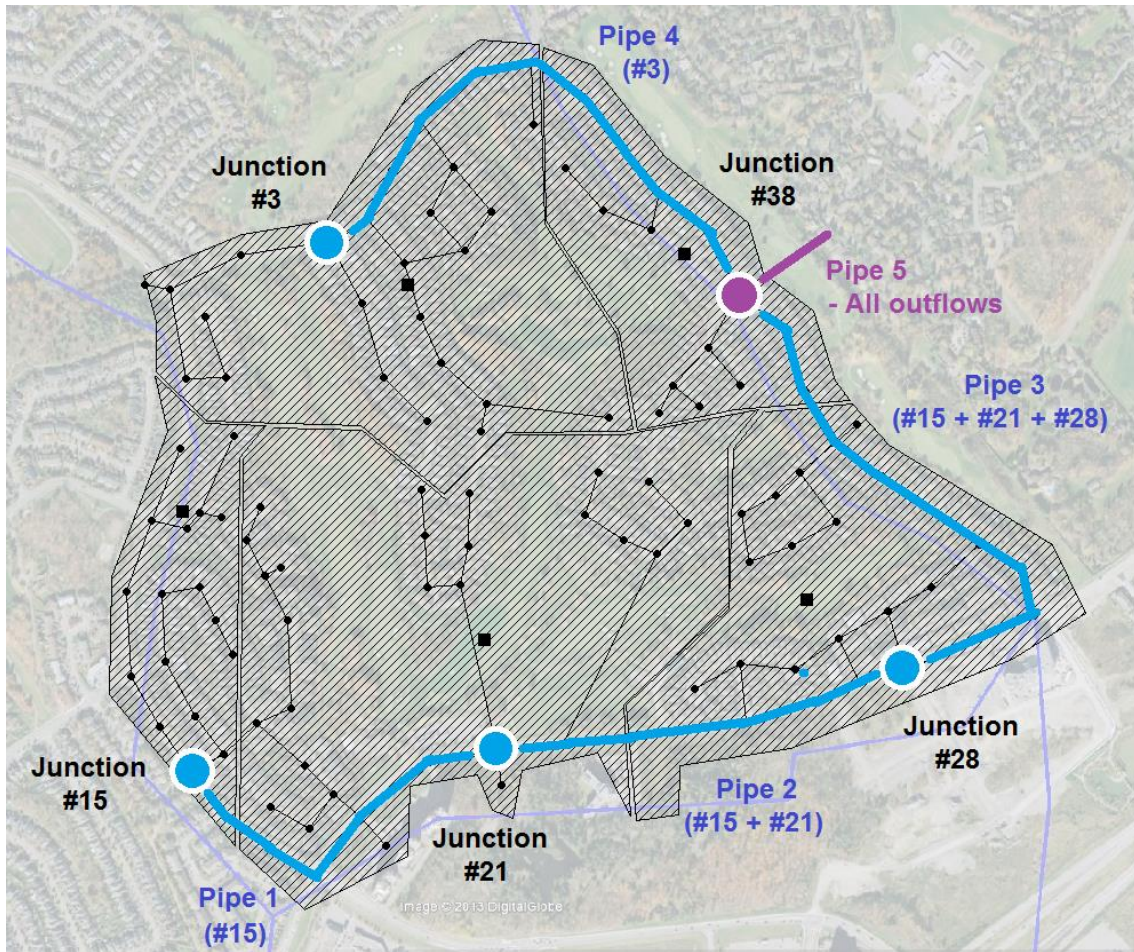 Pipe 4
(#3)
Junction
#3
Junction
#38
Pipe 5
- All outflows
Pipe 3
(#15 + #21 + #28)
Junction
#15
Junction
#28
Pipe 2
(#15 + #21)
Junction
#21
Pipe 1
(#15)
Image © 2013 DigitalGlobe